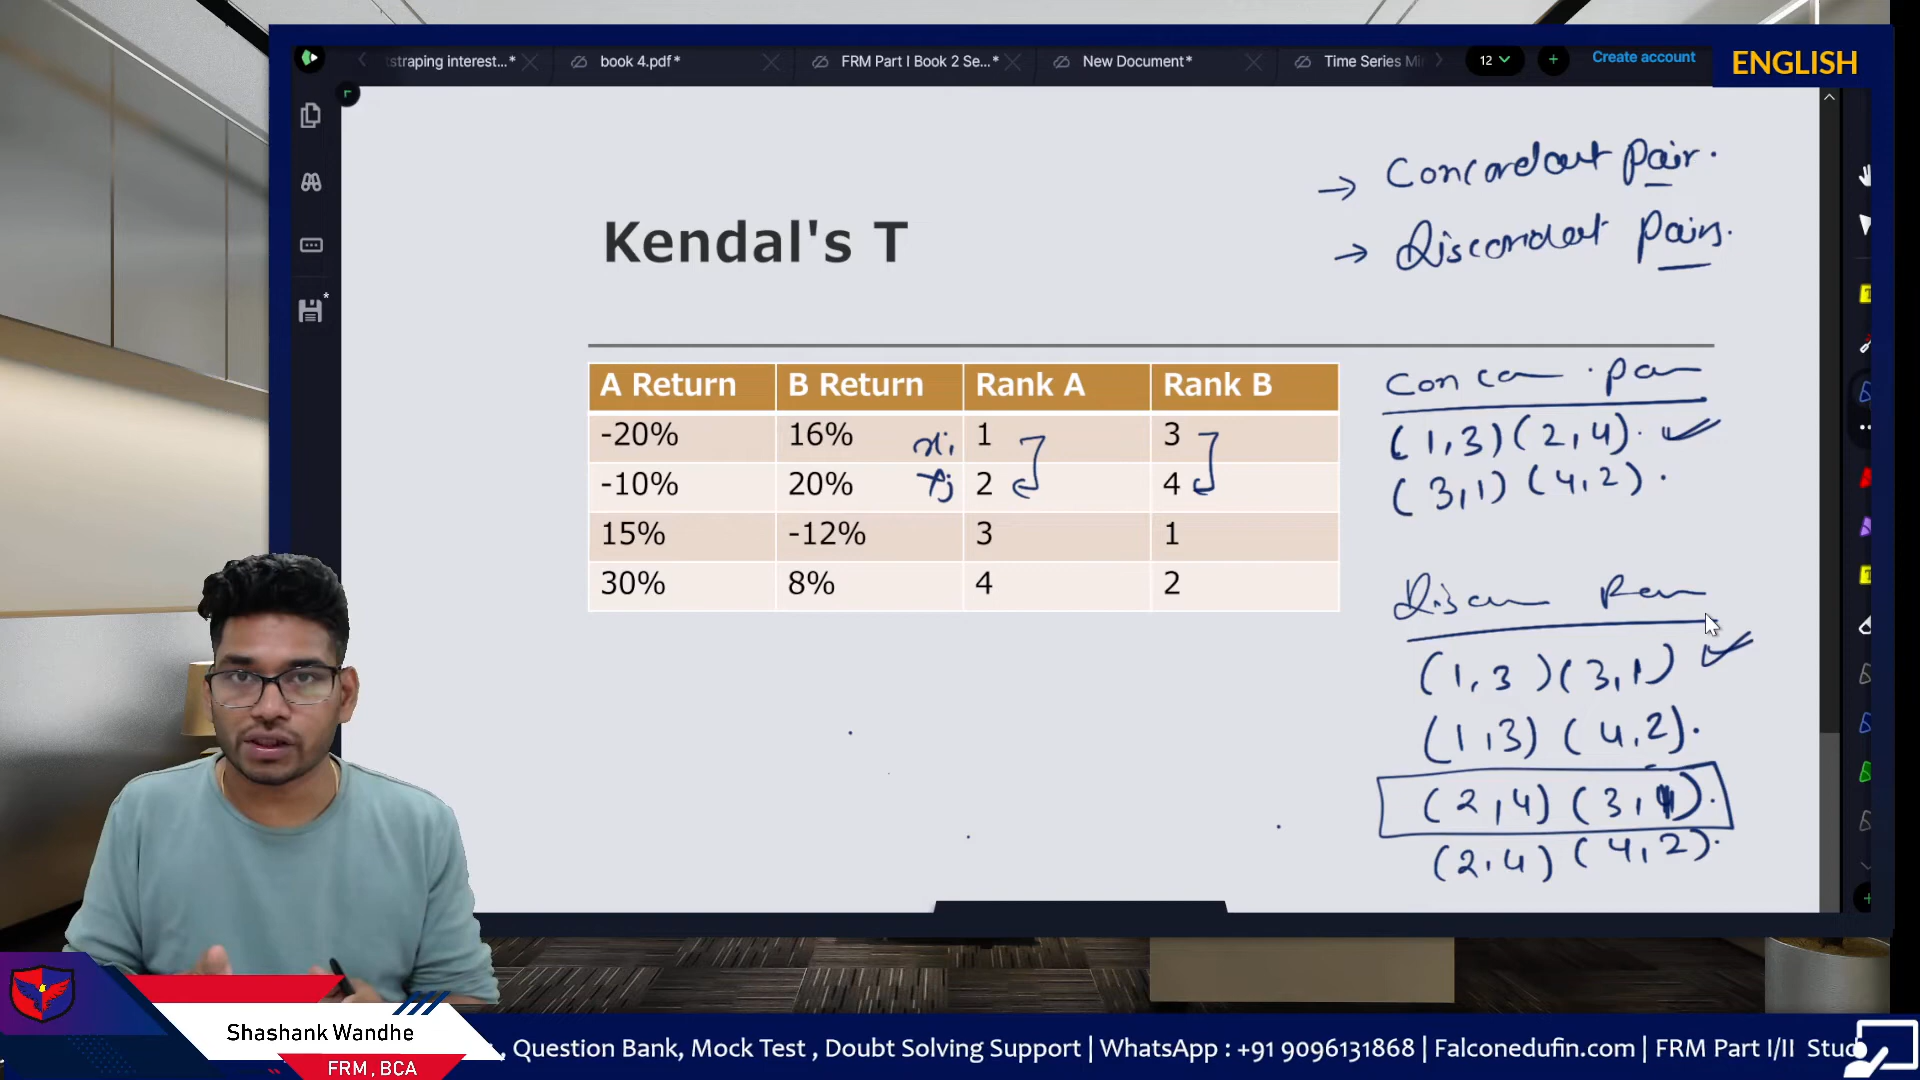 ENGLISH
straping interest...*
book 4.pdf*
FRM Part I Book 2 Se...*
New Document*
Time Series Mi
12
Create account
→ Concordant Pair.
→ Discordant Pairs.
Kendal's T
A Return B Return Rank A Rank B
-20% 16% 1 3
-10% 20% 2 4
15% -12% 3 1
30% 8% 4 2
(1,3)(2,4).
(3,1)(4,2).
(1,3)(3,1)
(1,3)(4,2).
(2,4)(3,1).
(2,4)(4,2).
Shashank Wandhe
FRM, BCA
, Question Bank, Mock Test , Doubt Solving Support | WhatsApp : +91 9096131868 | Falconedufin.com | FRM Part I/II Stud